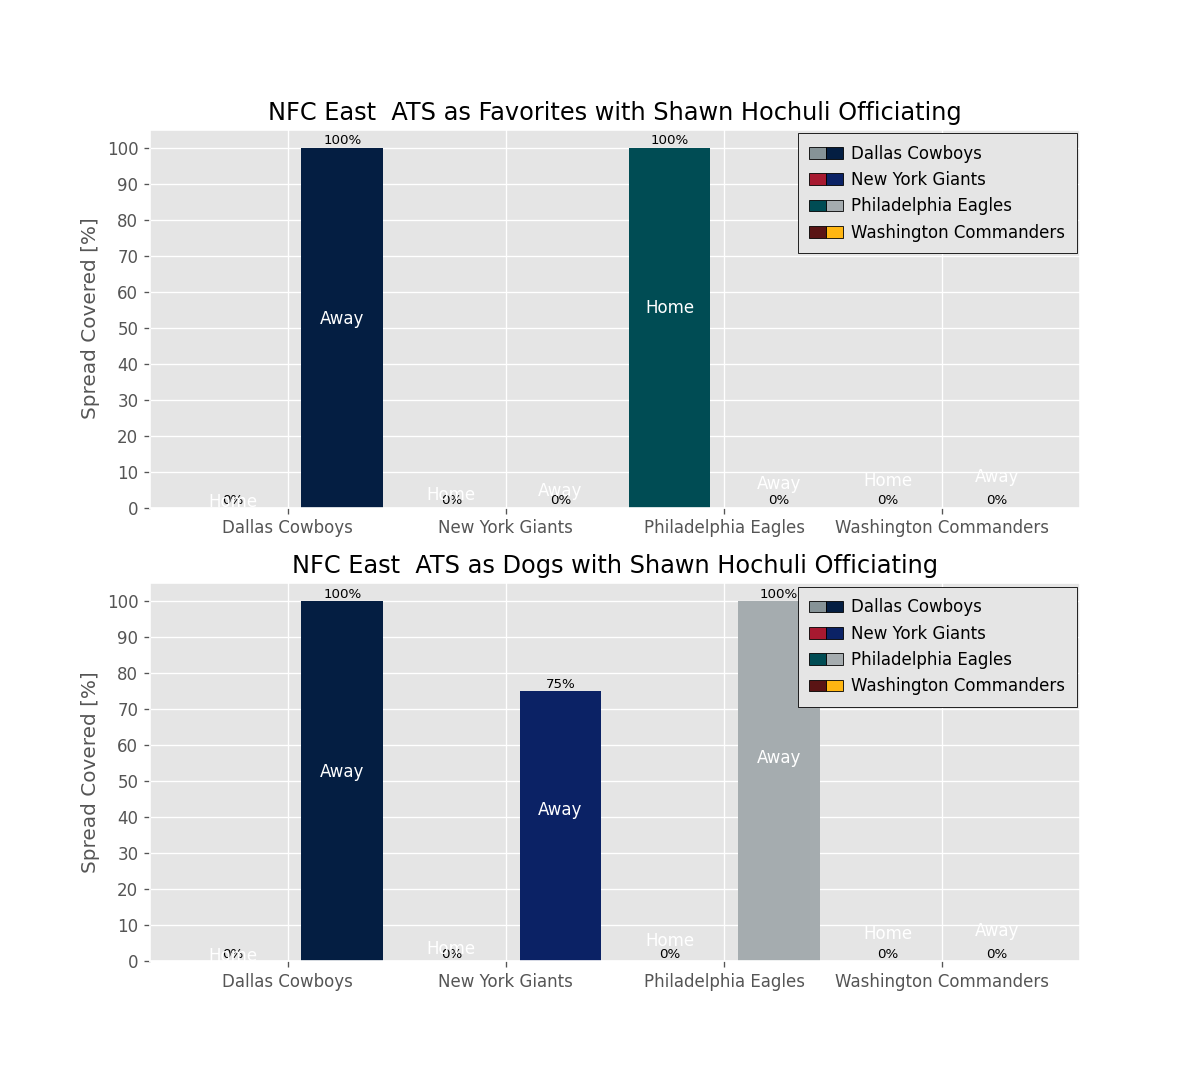 NFC East  ATS as Favorites with Shawn Hochuli Officiating
Spread Covered [%]
100
90
80
70
60
50
40
30
20
10
0
100%
100%
Away
Home
0%
Home
0%
Home
0%
Away
0%
Away
0%
Home
0%
Away
Dallas Cowboys
New York Giants
Philadelphia Eagles
Washington Commanders
Dallas Cowboys
New York Giants
Philadelphia Eagles
Washington Commanders
NFC East  ATS as Dogs with Shawn Hochuli Officiating
Spread Covered [%]
100
90
80
70
60
50
40
30
20
10
0
100%
75%
100%
Away
Away
Away
0%
Home
0%
Home
0%
Home
0%
Home
0%
Away
Dallas Cowboys
New York Giants
Philadelphia Eagles
Washington Commanders
Dallas Cowboys
New York Giants
Philadelphia Eagles
Washington Commanders